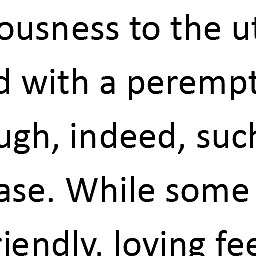 ousness to the ut
d with a perempt
ugh, indeed, such
ase. While some
riendly, loving fee